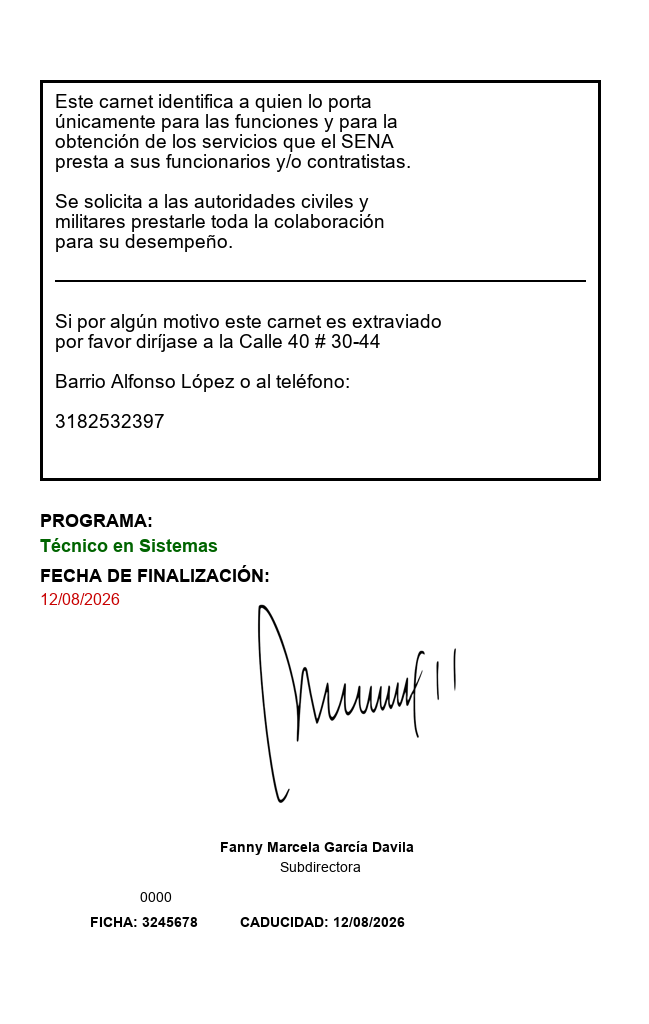 Este carnet identifica a quien lo porta
únicamente para las funciones y para la
obtención de los servicios que el SENA
presta a sus funcionarios y/o contratistas.
Se solicita a las autoridades civiles y
militares prestarle toda la colaboración
para su desempeño.
Si por algún motivo este carnet es extraviado
por favor diríjase a la Calle 40 # 30-44
Barrio Alfonso López o al teléfono:
3182532397
PROGRAMA:
Técnico en Sistemas
FECHA DE FINALIZACIÓN:
12/08/2026
Fanny Marcela García Davila
Subdirectora
0000
FICHA: 3245678 CADUCIDAD: 12/08/2026